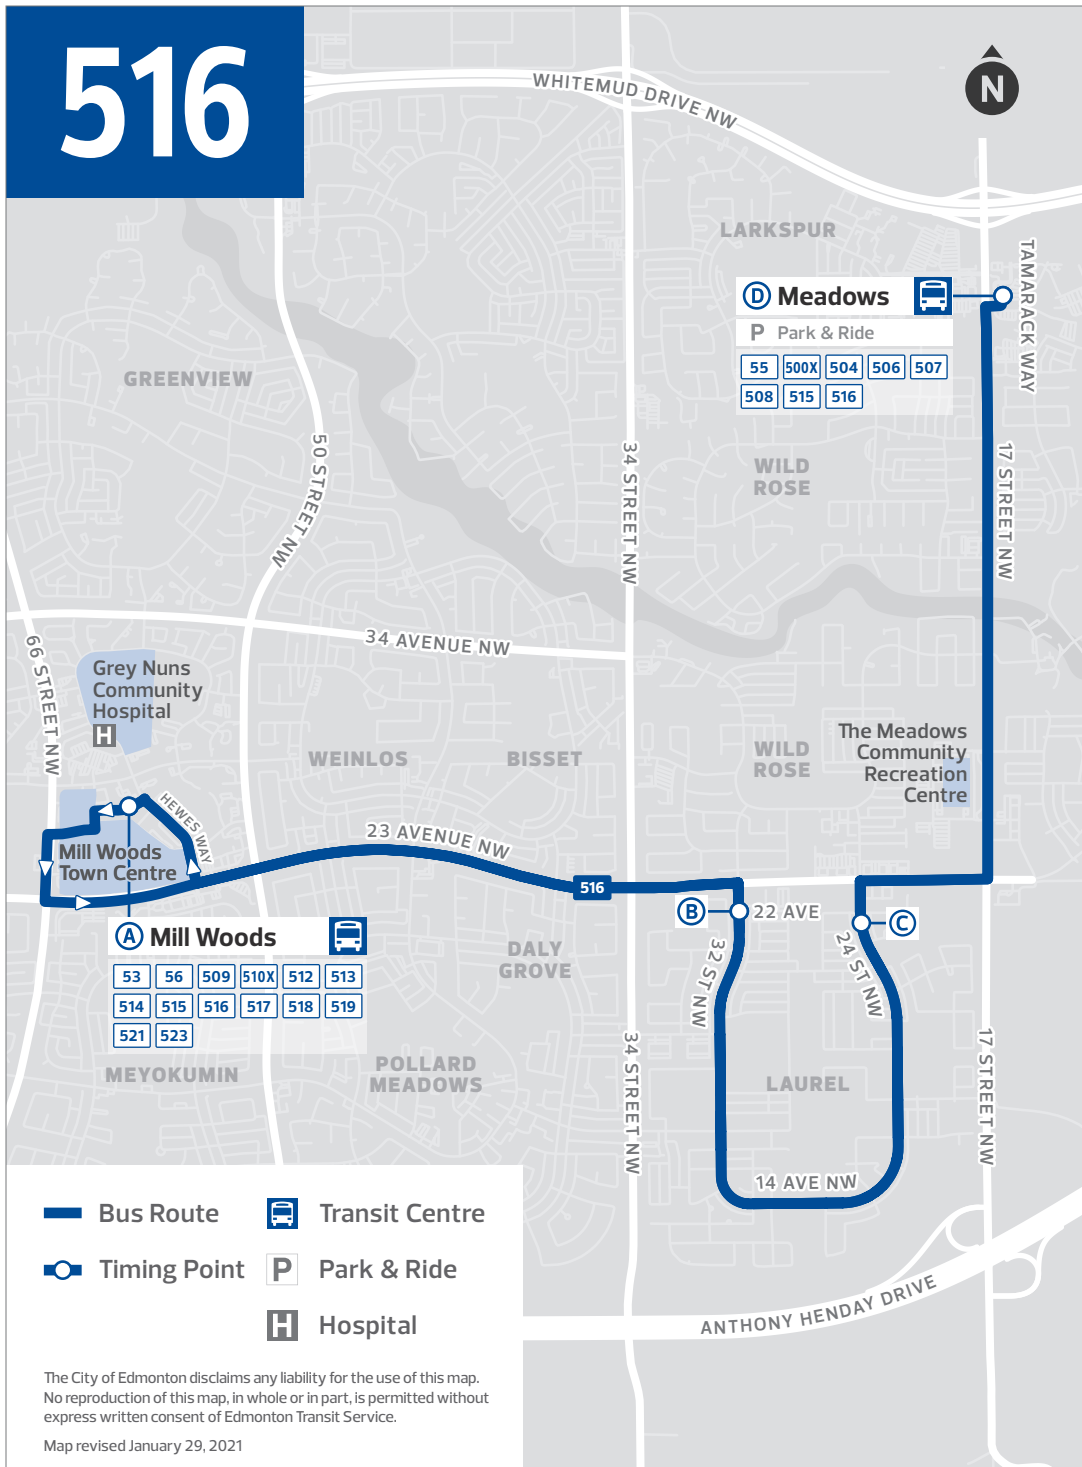 516
N
WHITEMUD DRIVE NW
LARKSPUR
TAMARACK WAY
D Meadows
P Park & Ride
55 500X 504 506 507
508 515 516
GREENVIEW
50 STREET NW
34 STREET NW
WILD
ROSE
17 STREET NW
34 AVENUE NW
66 STREET NW
Grey Nuns
Community
Hospital
H
WEINLOS
BISSET
WILD
ROSE
The Meadows
Community
Recreation
Centre
HEWES WAY
23 AVENUE NW
Mill Woods
Town Centre
516
B
22 AVE
C
A Mill Woods
53 56 509 510X 512 513
514 515 516 517 518 519
521 523
DALY
GROVE
32 ST NW
24 ST NW
MEYOKUMIN
POLLARD
MEADOWS
34 STREET NW
LAUREL
17 STREET NW
14 AVE NW
ANTHONY HENDAY DRIVE
Bus Route
Transit Centre
Timing Point
P Park & Ride
H Hospital
The City of Edmonton disclaims any liability for the use of this map.
No reproduction of this map, in whole or in part, is permitted without
express written consent of Edmonton Transit Service.
Map revised January 29, 2021